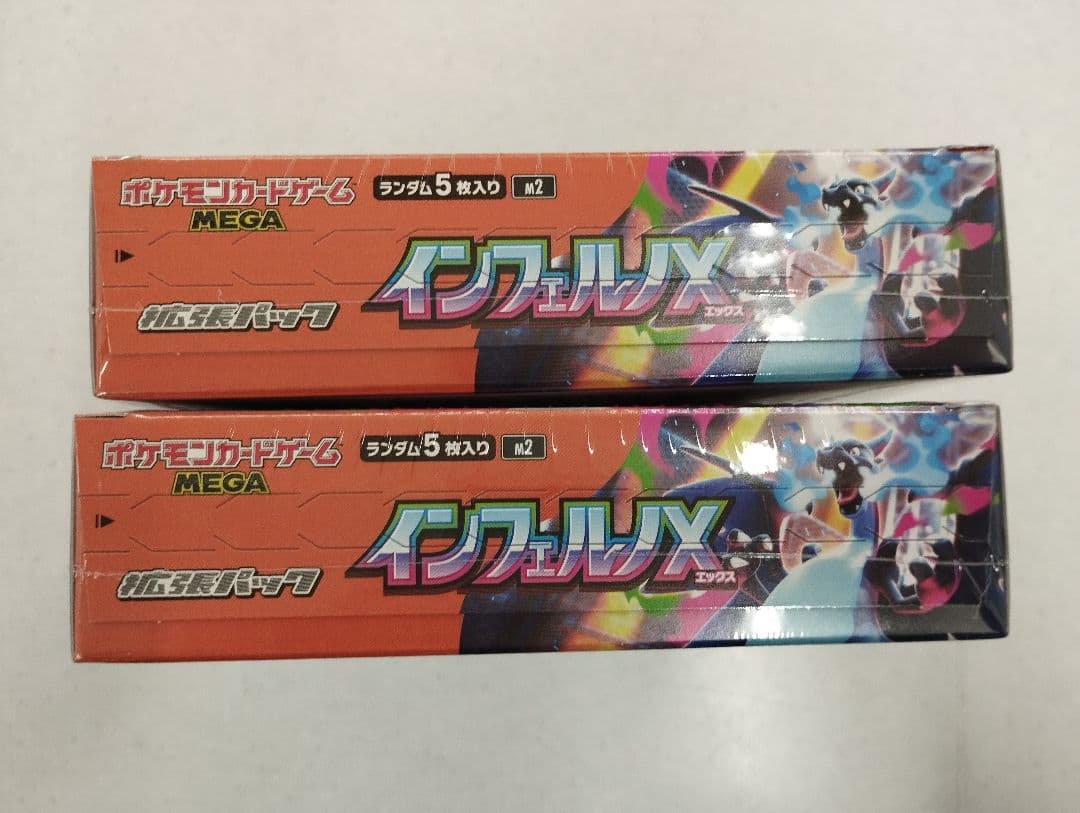 ポケモンカードゲーム
MEGA
ランダム5枚入り
M2
インフェルノX
エックス
拡張パック
ポケモンカードゲーム
MEGA
ランダム5枚入り
M2
インフェルノX
エックス
拡張パック